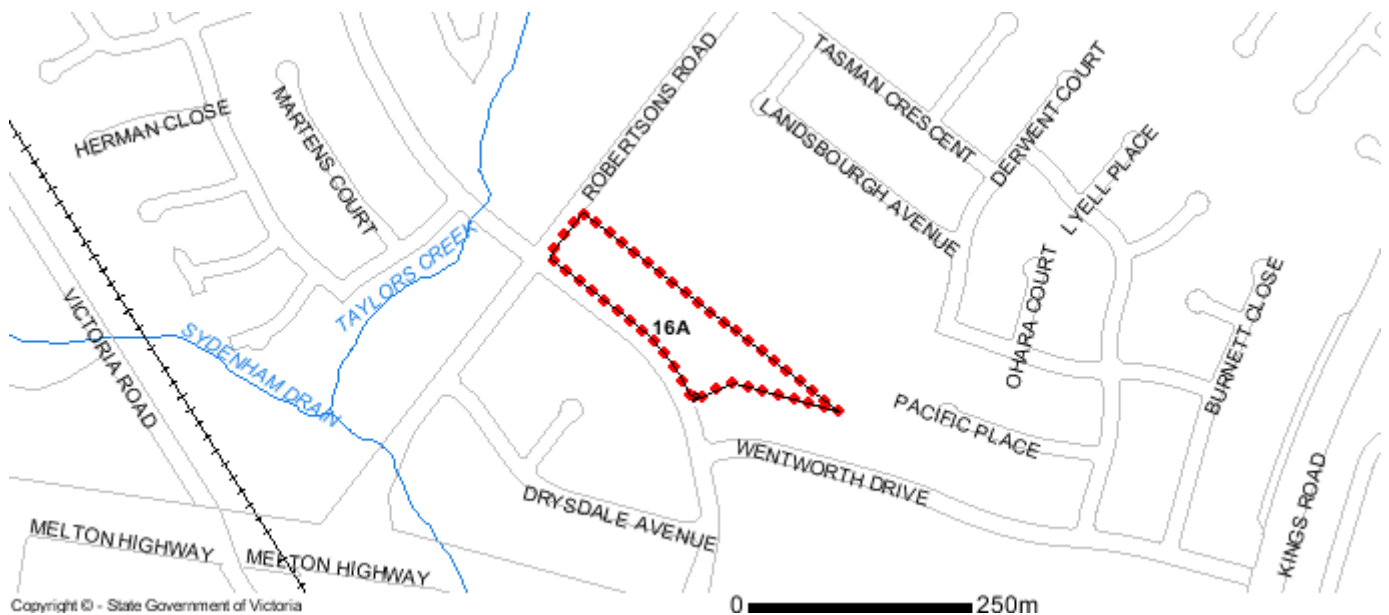 TASMAN CRESCENT
ROBERTSONS ROAD
DERWENT COURT
HERMAN CLOSE
MARTENS COURT
LANDSBOURGH AVENUE
LYELL PLACE
TAYLORS CREEK
OHARA COURT
BURNETT CLOSE
VICTORIA ROAD
SYDENHAM DRAIN
16A
PACIFIC PLACE
WENTWORTH DRIVE
KINGS ROAD
DRYSDALE AVENUE
MELTON HIGHWAY
MELTON HIGHWAY
Copyright © - State Government of Victoria
0 250m